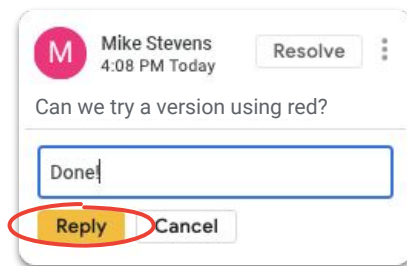 M
Mike Stevens
4:08 PM Today
Resolve
Can we try a version using red?
Done!
Reply
Cancel